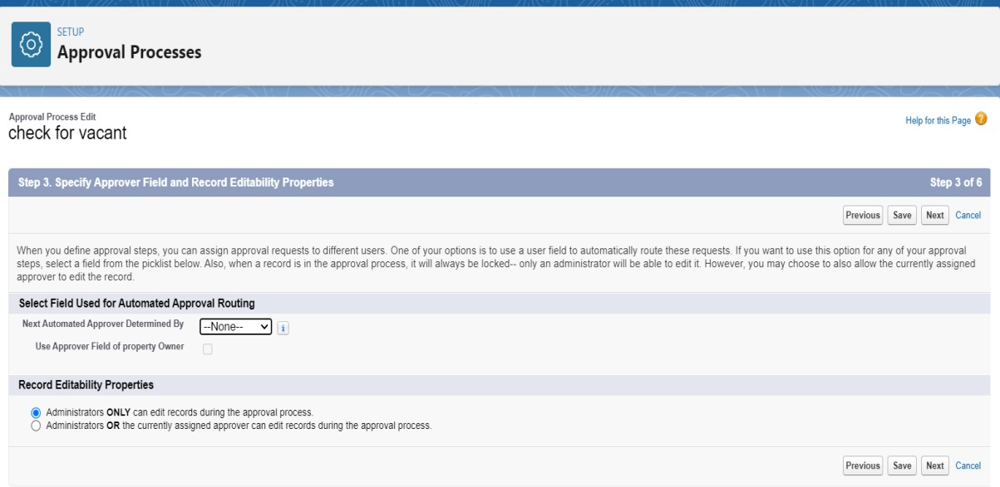 SETUP
Approval Processes
Approval Process Edit
check for vacant
Help for this Page ?
Step 3. Specify Approver Field and Record Editability Properties
Step 3 of 6
Previous Save Next Cancel
When you define approval steps, you can assign approval requests to different users. One of your options is to use a user field to automatically route these requests. If you want to use this option for any of your approval
steps, select a field from the picklist below. Also, when a record is in the approval process, it will always be locked-- only an administrator will be able to edit it. However, you may choose to also allow the currently assigned
approver to edit the record.
Select Field Used for Automated Approval Routing
Next Automated Approver Determined By --None-- i
Use Approver Field of property Owner
Record Editability Properties
Administrators ONLY can edit records during the approval process.
Administrators OR the currently assigned approver can edit records during the approval process.
Previous Save Next Cancel